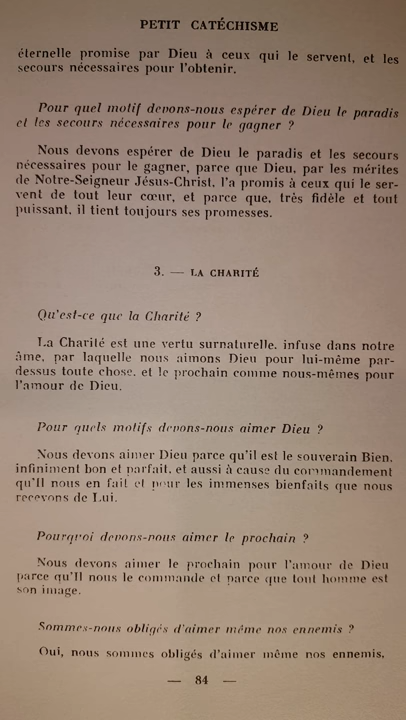 PETIT CATÉCHISME
éternelle promise par Dieu à ceux qui le servent, et les
secours nécessaires pour l'obtenir.
Pour quel motif devons-nous espérer de Dieu le paradis
et les secours nécessaires pour le gagner ?
Nous devons espérer de Dieu le paradis et les secours
nécessaires pour le gagner, parce que Dieu, par les mérites
de Notre-Seigneur Jésus-Christ, l'a promis à ceux qui le ser-
vent de tout leur cœur, et parce que, très fidèle et tout
puissant, il tient toujours ses promesses.
3. — LA CHARITÉ
Qu'est-ce que la Charité ?
La Charité est une vertu surnaturelle, infuse dans notre
âme, par laquelle nous aimons Dieu pour lui-même par-
dessus toute chose, et le prochain comme nous-mêmes pour
l'amour de Dieu.
Pour quels motifs devons-nous aimer Dieu ?
Nous devons aimer Dieu parce qu'il est le souverain Bien,
infiniment bon et parfait, et aussi à cause du commandement
qu'Il nous en fait et pour les immenses bienfaits que nous
recevons de Lui.
Pourquoi devons-nous aimer le prochain ?
Nous devons aimer le prochain pour l'amour de Dieu
parce qu'Il nous le commande et parce que tout homme est
son image.
Sommes-nous obligés d'aimer même nos ennemis ?
Oui, nous sommes obligés d'aimer même nos ennemis,
— 84 —